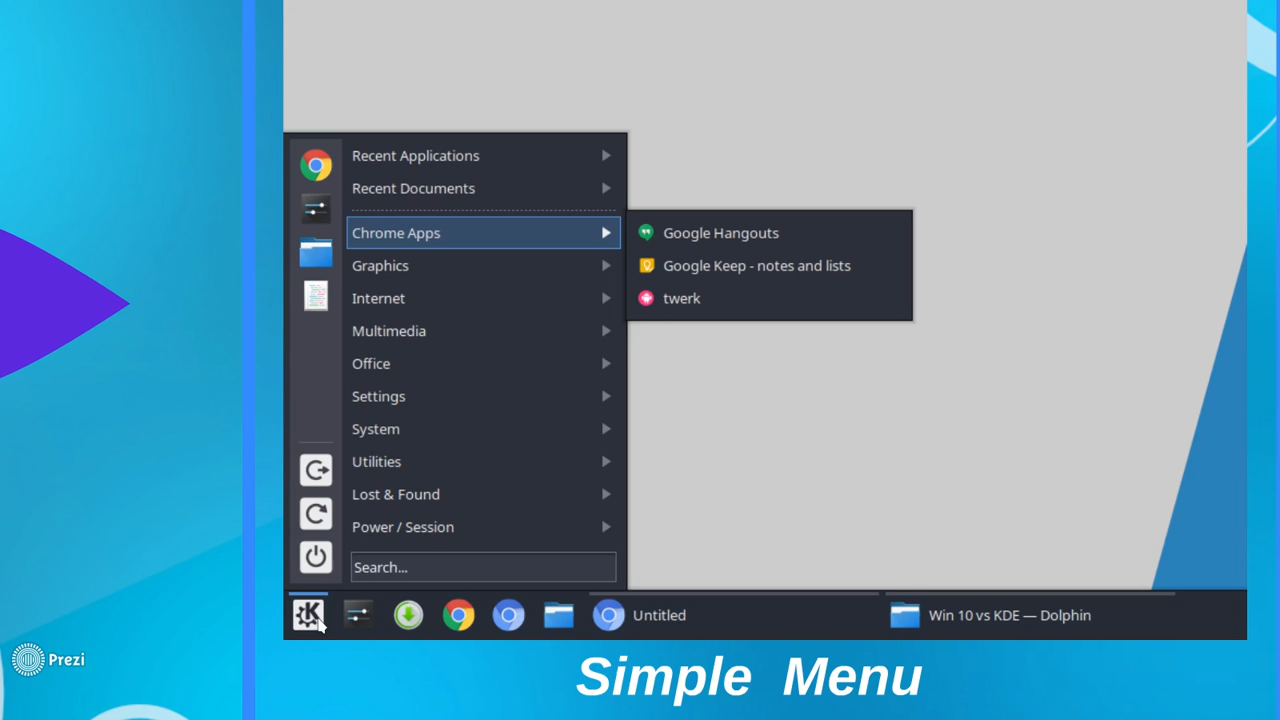 Recent Applications
Recent Documents
Chrome Apps
Graphics
Internet
Multimedia
Office
Settings
System
Utilities
Lost & Found
Power / Session
Search...
Google Hangouts
Google Keep - notes and lists
twerk
Untitled
Win 10 vs KDE — Dolphin
Prezi
Simple Menu